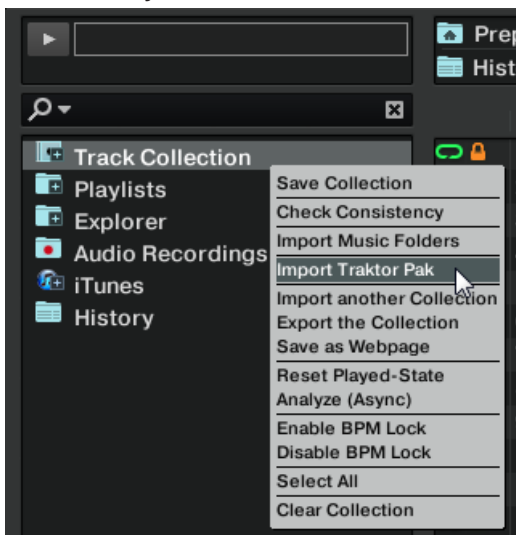 Prep
Hist
Track Collection
Playlists
Explorer
Audio Recordings
iTunes
History
Save Collection
Check Consistency
Import Music Folders
Import Traktor Pak
Import another Collection
Export the Collection
Save as Webpage
Reset Played-State
Analyze (Async)
Enable BPM Lock
Disable BPM Lock
Select All
Clear Collection